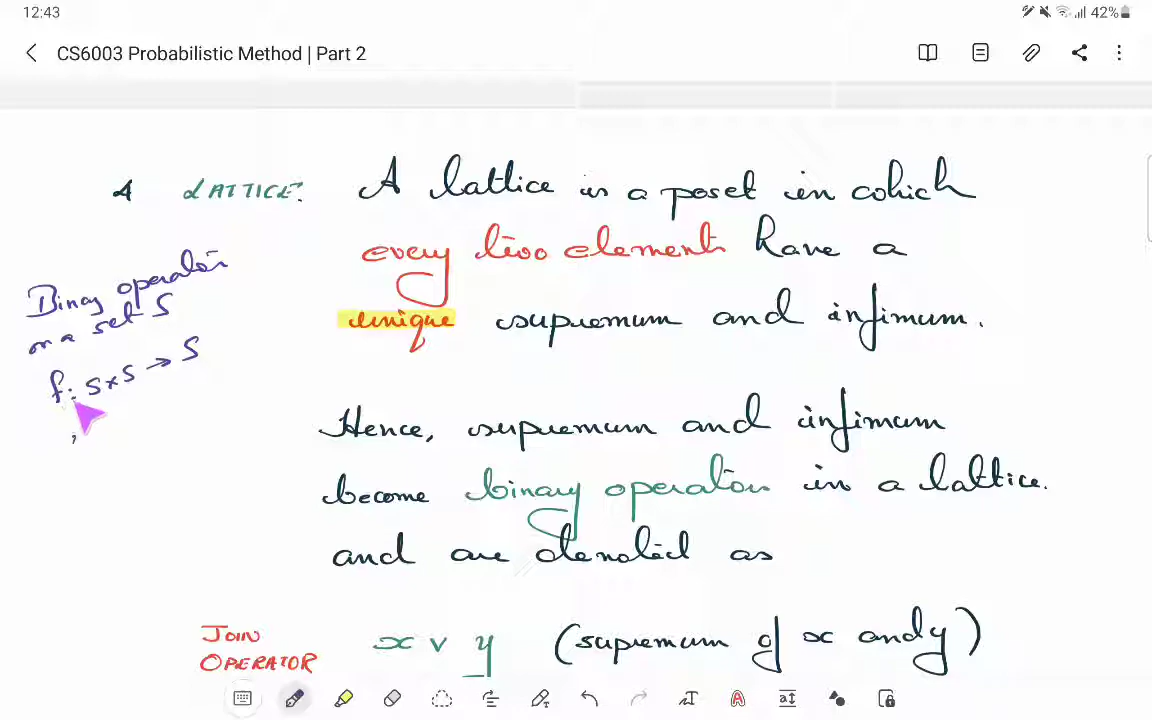 12:43
42%
CS6003 Probabilistic Method | Part 2
4 LATTICE: A lattice is a poset in which
every two elements have a
unique supremum and infimum.
Binary operator
on a set S
f: S×S → S
Hence, supremum and infimum
become binary operators in a lattice.
and are denoted as
JOIN
OPERATOR
x ∨ y (supremum of x and y)